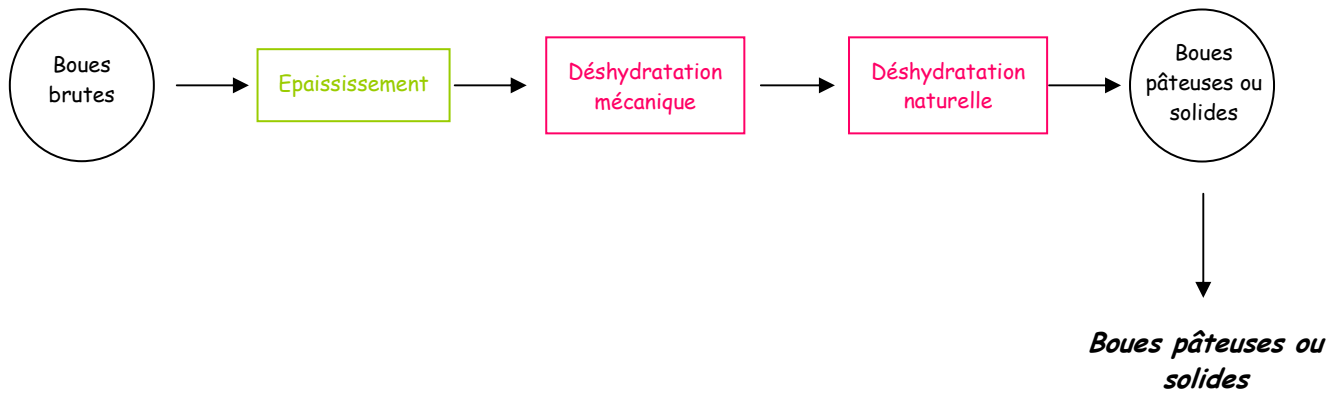 Boues
brutes
Epaississement
Déshydratation
mécanique
Déshydratation
naturelle
Boues
pâteuses ou
solides
Boues pâteuses ou
solides